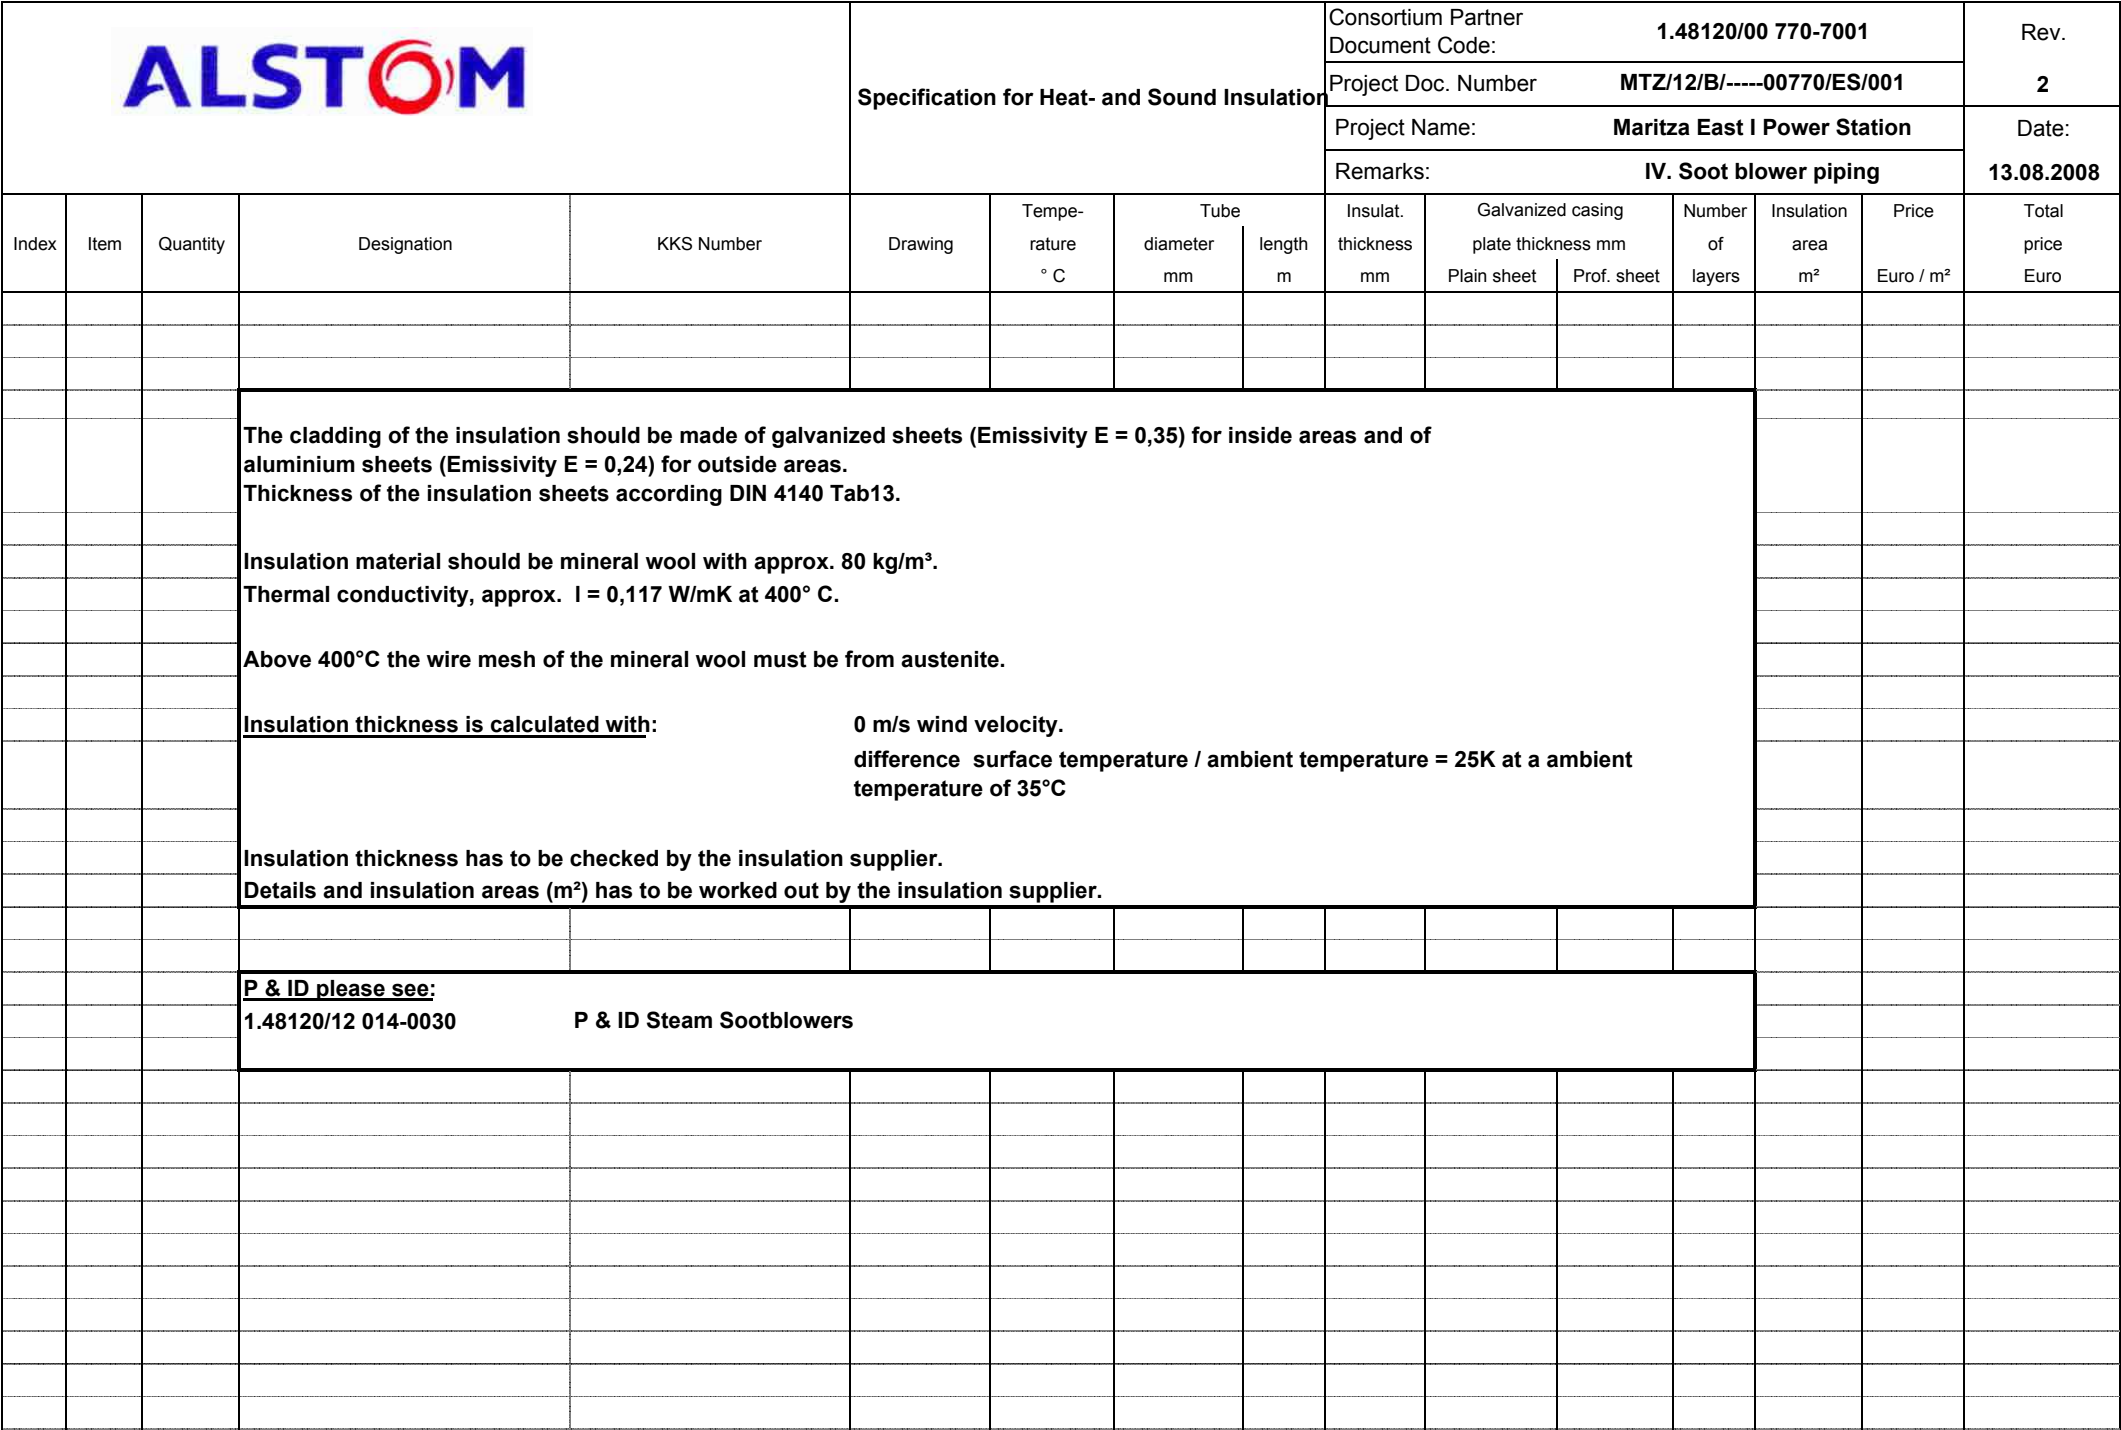 ALSTOM
Specification for Heat- and Sound Insulation
Consortium Partner
Document Code:
1.48120/00 770-7001
Rev.
Project Doc. Number
MTZ/12/B/-----00770/ES/001
2
Project Name:
Maritza East I Power Station
Date:
Remarks:
IV. Soot blower piping
13.08.2008
Index
Item
Quantity
Designation
KKS Number
Drawing
Tempe-
rature
° C
Tube
diameter
mm
length
m
Insulat.
thickness
mm
Galvanized casing
plate thickness mm
Plain sheet
Prof. sheet
Number
of
layers
Insulation
area
m²
Price
Euro / m²
Total
price
Euro
The cladding of the insulation should be made of galvanized sheets (Emissivity E = 0,35) for inside areas and of
aluminium sheets (Emissivity E = 0,24) for outside areas.
Thickness of the insulation sheets according DIN 4140 Tab13.
Insulation material should be mineral wool with approx. 80 kg/m³.
Thermal conductivity, approx.  l = 0,117 W/mK at 400° C.
Above 400°C the wire mesh of the mineral wool must be from austenite.
Insulation thickness is calculated with:
0 m/s wind velocity.
difference  surface temperature / ambient temperature = 25K at a ambient
temperature of 35°C
Insulation thickness has to be checked by the insulation supplier.
Details and insulation areas (m²) has to be worked out by the insulation supplier.
P & ID please see:
1.48120/12 014-0030
P & ID Steam Sootblowers